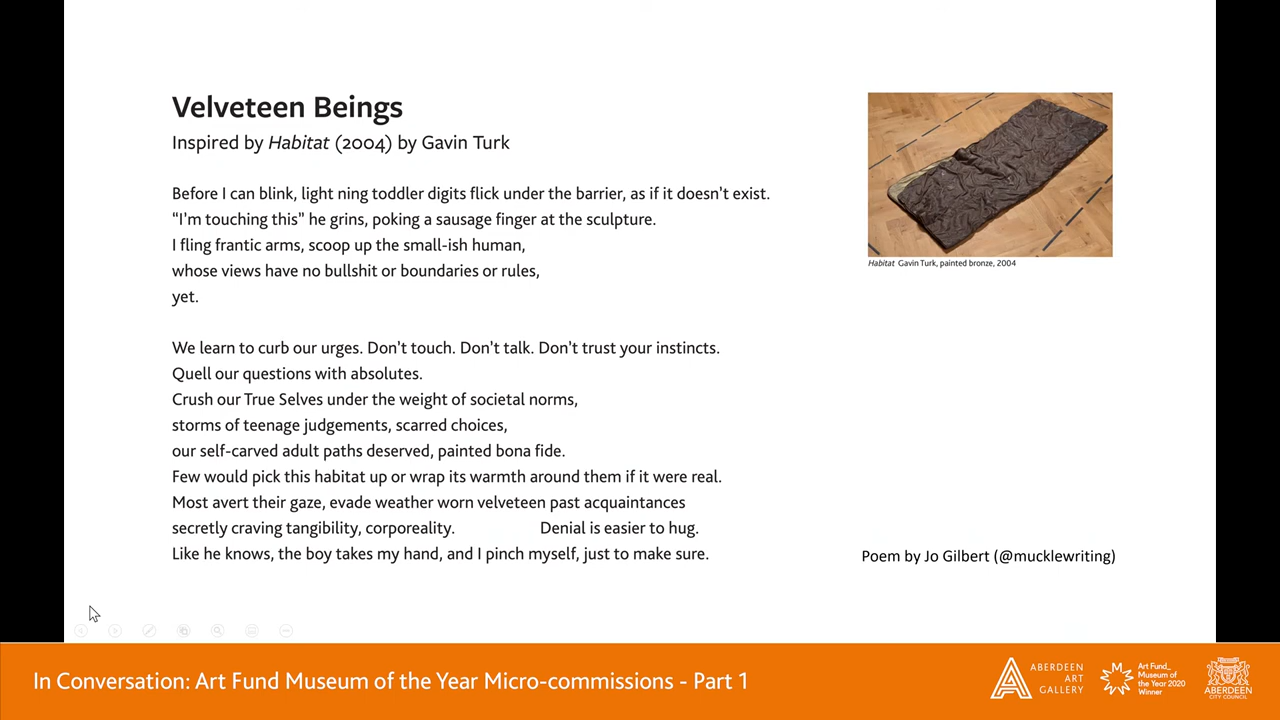 Velveteen Beings
Inspired by Habitat (2004) by Gavin Turk
Before I can blink, light ning toddler digits flick under the barrier, as if it doesn't exist.
“I'm touching this” he grins, poking a sausage finger at the sculpture.
I fling frantic arms, scoop up the small-ish human,
whose views have no bullshit or boundaries or rules,
yet.
We learn to curb our urges. Don't touch. Don't talk. Don't trust your instincts.
Quell our questions with absolutes.
Crush our True Selves under the weight of societal norms,
storms of teenage judgements, scarred choices,
our self-carved adult paths deserved, painted bona fide.
Few would pick this habitat up or wrap its warmth around them if it were real.
Most avert their gaze, evade weather worn velveteen past acquaintances
secretly craving tangibility, corporeality. Denial is easier to hug.
Like he knows, the boy takes my hand, and I pinch myself, just to make sure.
Habitat Gavin Turk, painted bronze, 2004
Poem by Jo Gilbert (@mucklewriting)
In Conversation: Art Fund Museum of the Year Micro-commissions - Part 1
ABERDEEN
ART
GALLERY
Art Fund_
Museum of
the Year 2020
Winner
ABERDEEN
CITY COUNCIL